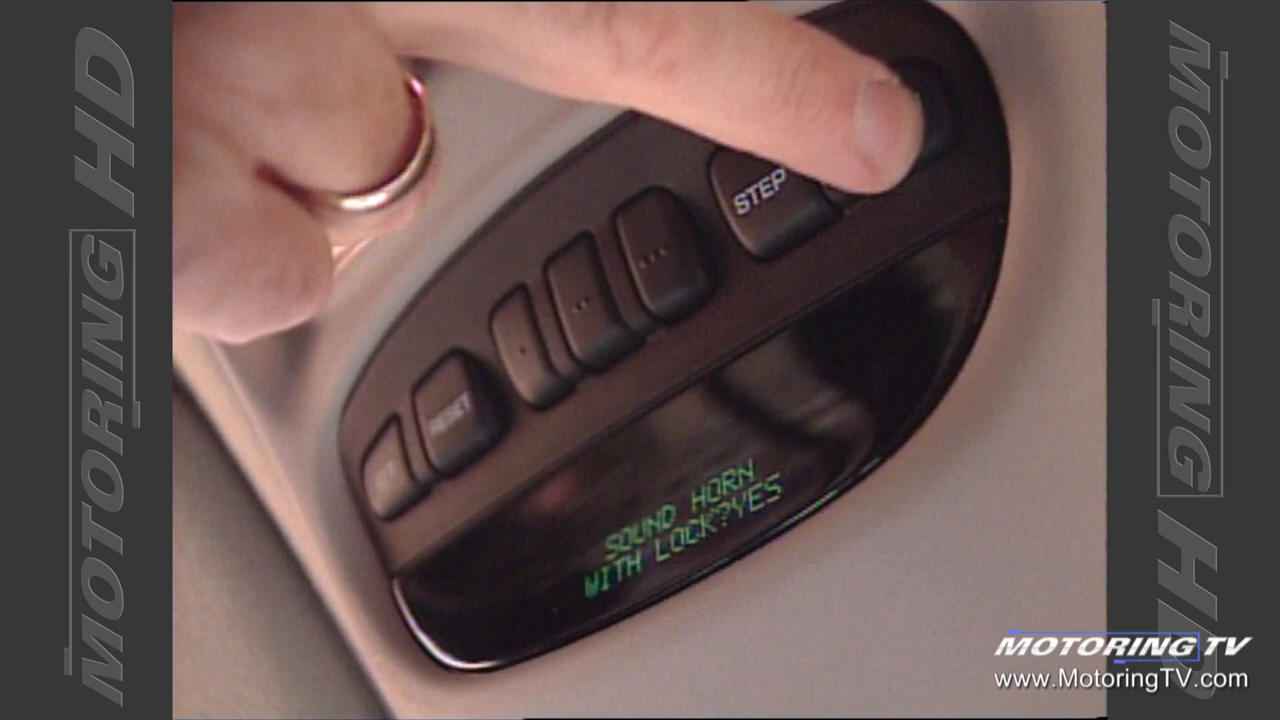 MOTORING HD
STEP
RESET
SOUND HORN
WITH LOCK?YES
MOTORING HD
MOTORING TV
www.MotoringTV.com